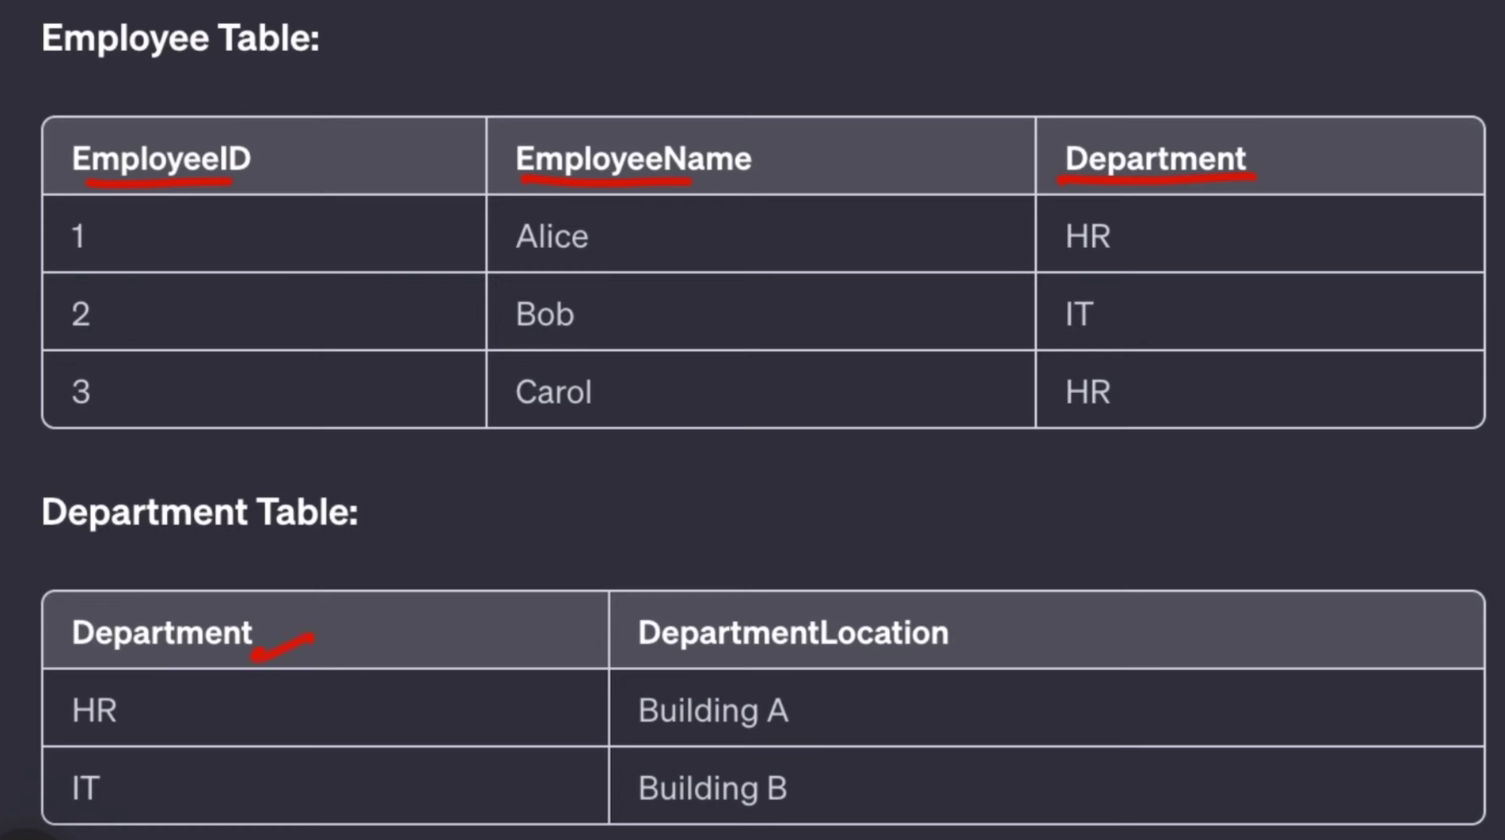 Employee Table:
EmployeeID EmployeeName Department
1 Alice HR
2 Bob IT
3 Carol HR
Department Table:
Department DepartmentLocation
HR Building A
IT Building B